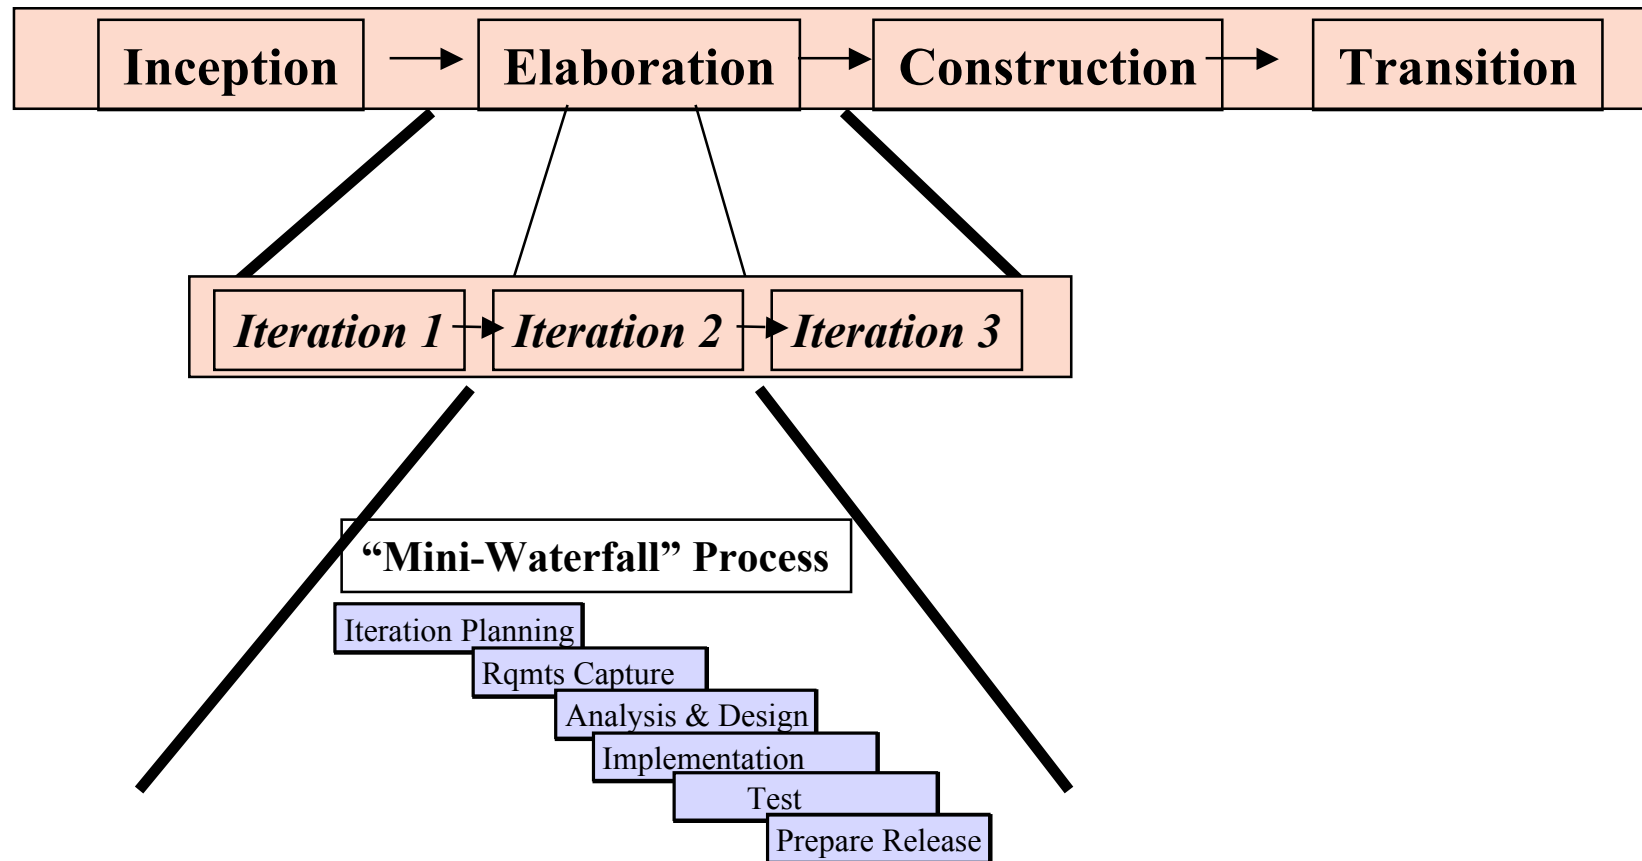 Inception
Elaboration
Construction
Transition
Iteration 1
Iteration 2
Iteration 3
“Mini-Waterfall” Process
Iteration Planning
Rqmts Capture
Analysis & Design
Implementation
Test
Prepare Release